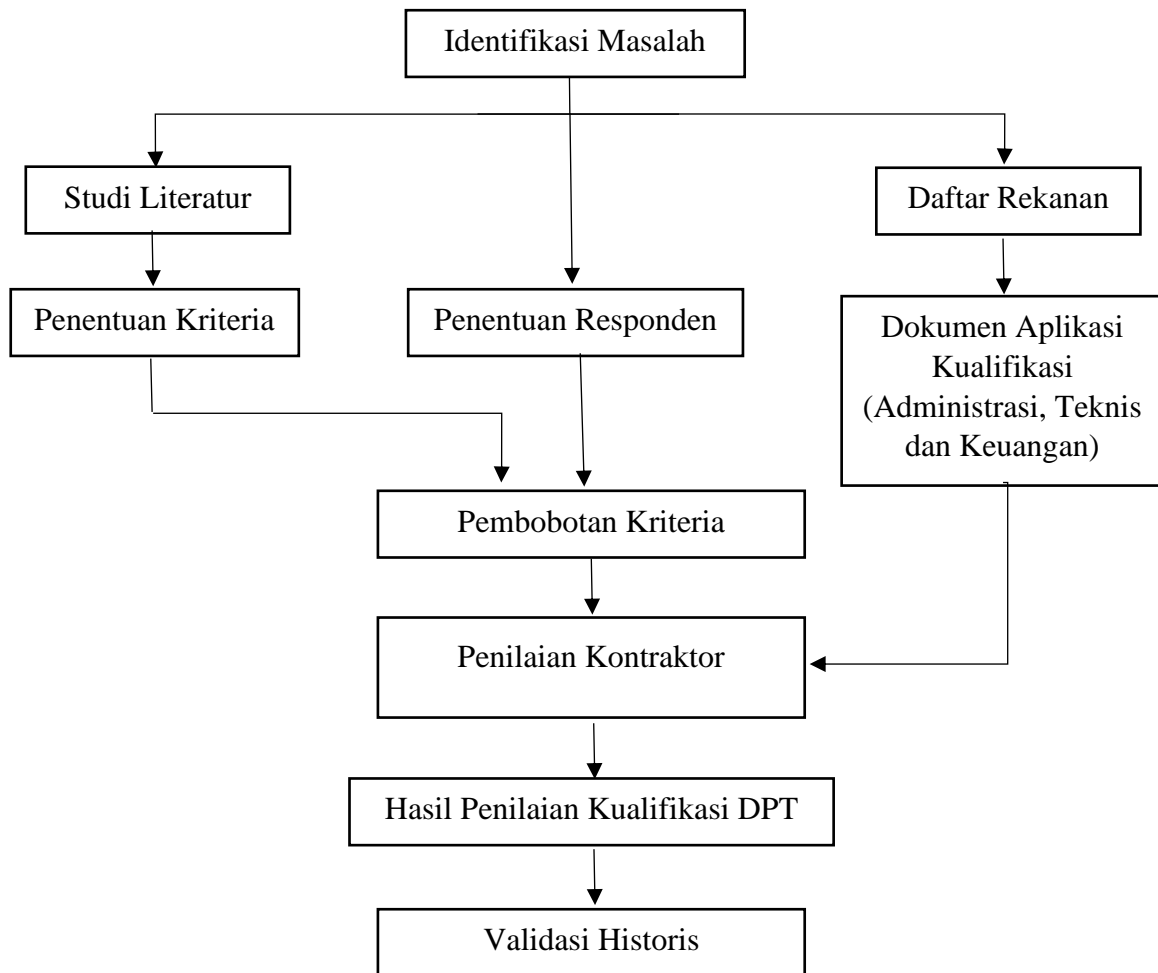 Identifikasi Masalah
Studi Literatur
Daftar Rekanan
Penentuan Kriteria
Penentuan Responden
Dokumen Aplikasi
Kualifikasi
(Administrasi, Teknis
dan Keuangan)
Pembobotan Kriteria
Penilaian Kontraktor
Hasil Penilaian Kualifikasi DPT
Validasi Historis